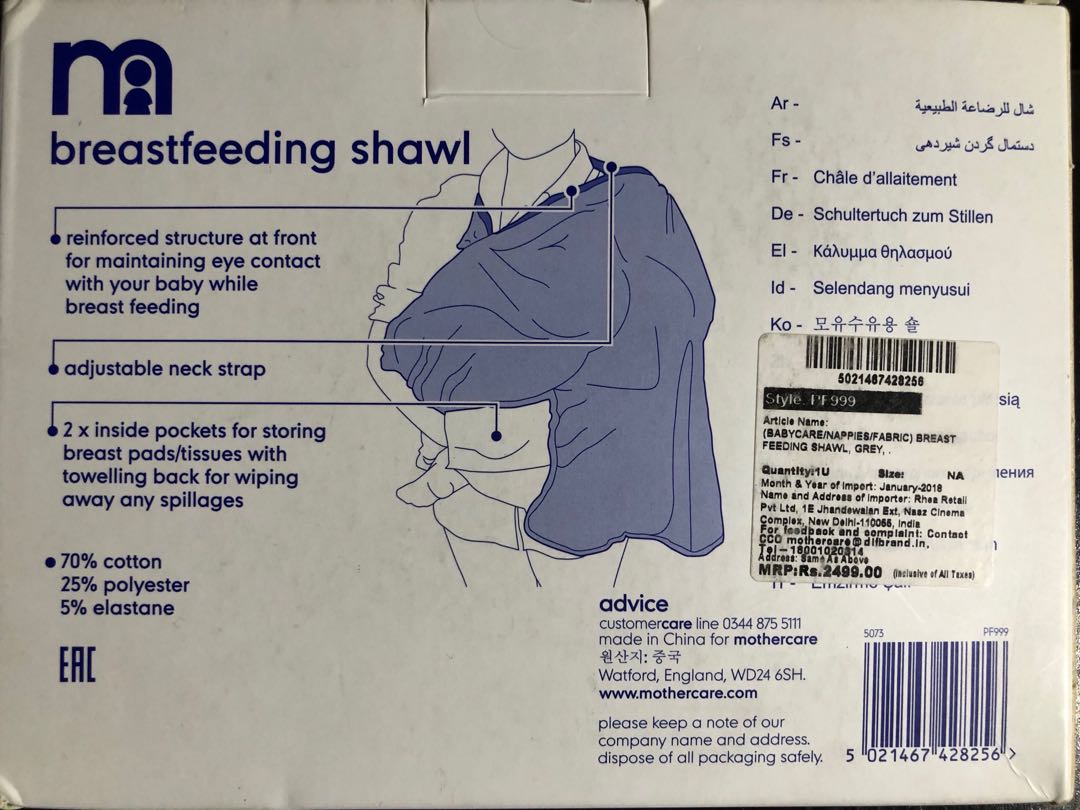 m
breastfeeding shawl
reinforced structure at front
for maintaining eye contact
with your baby while
breast feeding
adjustable neck strap
2 x inside pockets for storing
breast pads/tissues with
towelling back for wiping
away any spillages
70% cotton
25% polyester
5% elastane
EAC
Ar - شال للرضاعة الطبيعية
Fs - دستمال گردن شیردهی
Fr - Châle d'allaitement
De - Schultertuch zum Stillen
El - Κάλυμμα θηλασμού
Id - Selendang menyusui
Ko - 모유수유용 숄
się
5021467428256
Style. PF999
Article Name:
(BABYCARE/NAPPIES/FABRIC) BREAST
FEEDING SHAWL, GREY, .
Quantity:1U Size: NA
Month & Year of Import: January-2018
Name and Address of Importer: Rhea Retail
Pvt Ltd, 1E Jhandewalan Ext, Naaz Cinema
Complex, New Delhi-110055, India
For feedback and complaint: Contact
CCO mothercare@dlfbrand.in,
Tel-18001020314
Address: Same As Above
MRP:Rs.2499.00 (Inclusive of All Taxes)
advice
customercare line 0344 875 5111
made in China for mothercare
원산지: 중국
Watford, England, WD24 6SH.
www.mothercare.com
please keep a note of our
company name and address.
dispose of all packaging safely.
5073 PF999
5 021467 428256 >